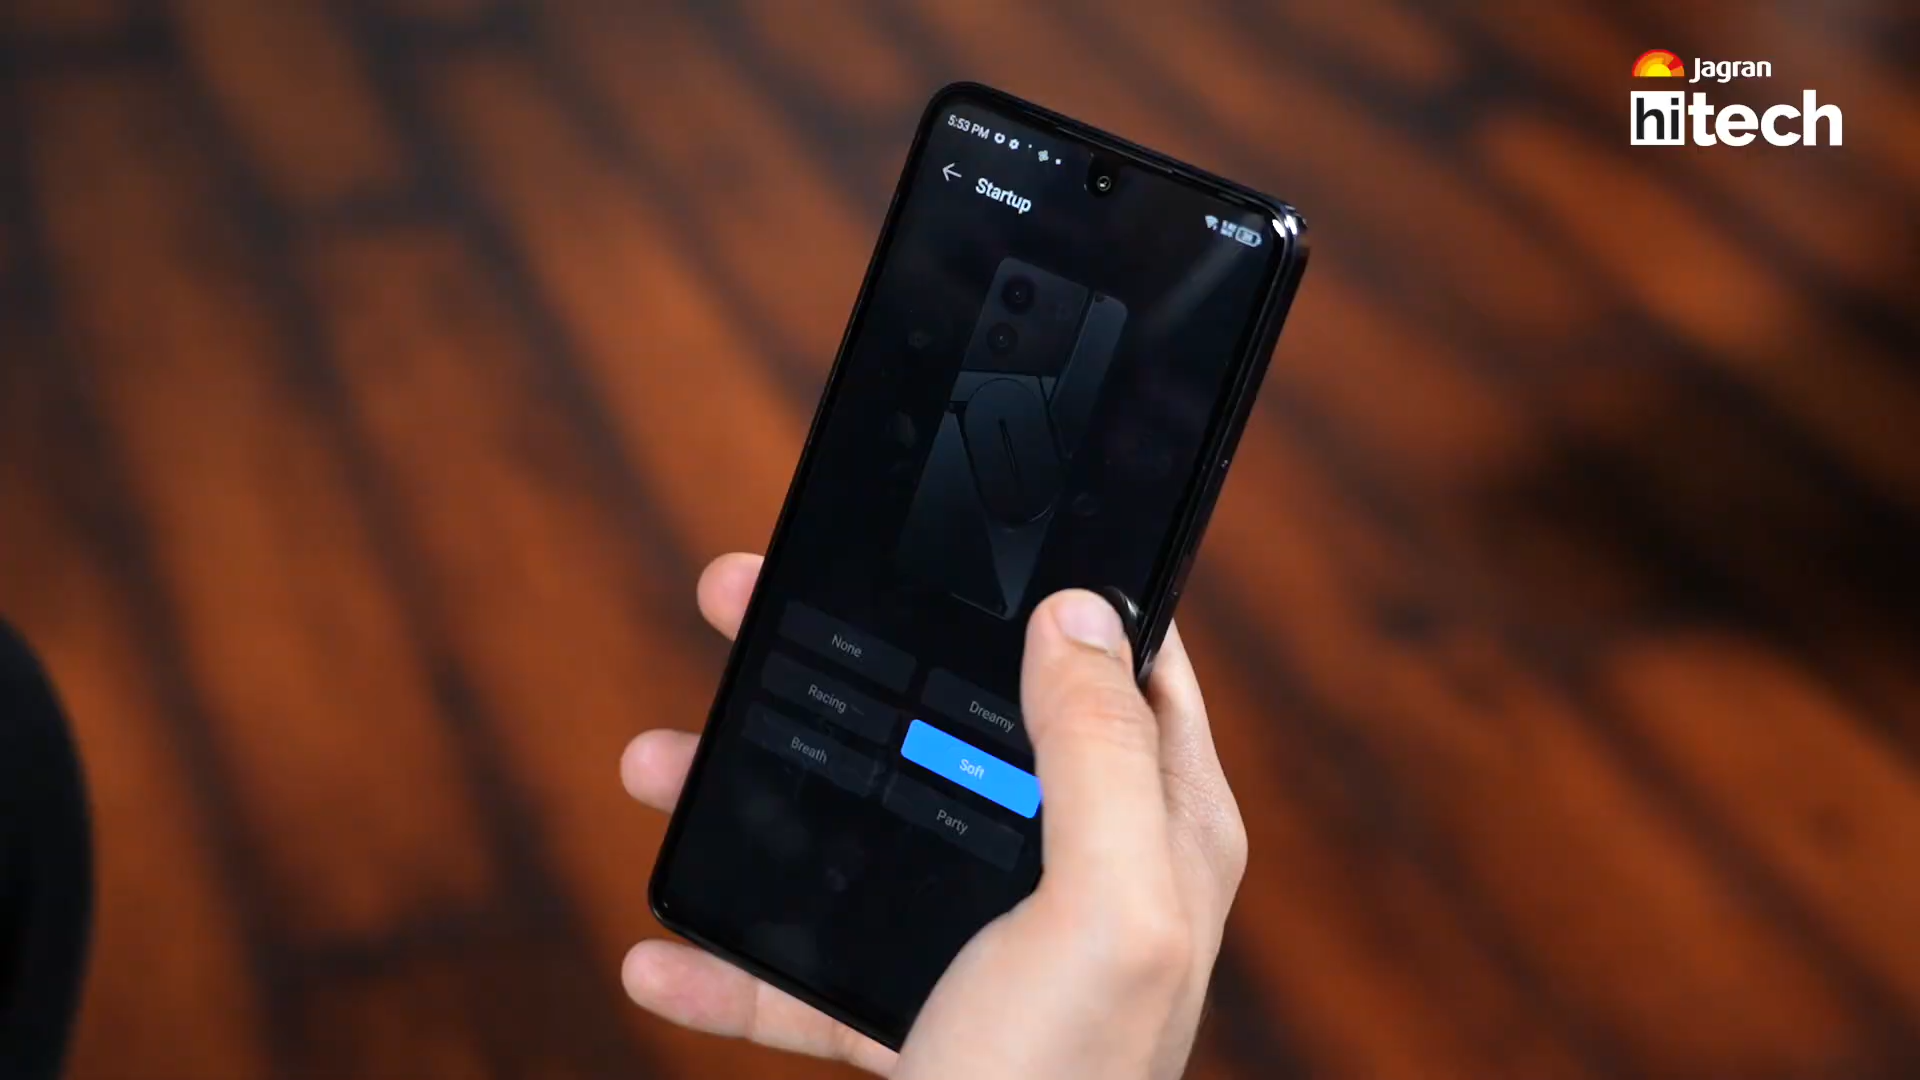 Jagran
hitech
5:53 PM
Startup
None
Dreamy
Racing
Soft
Breath
Party